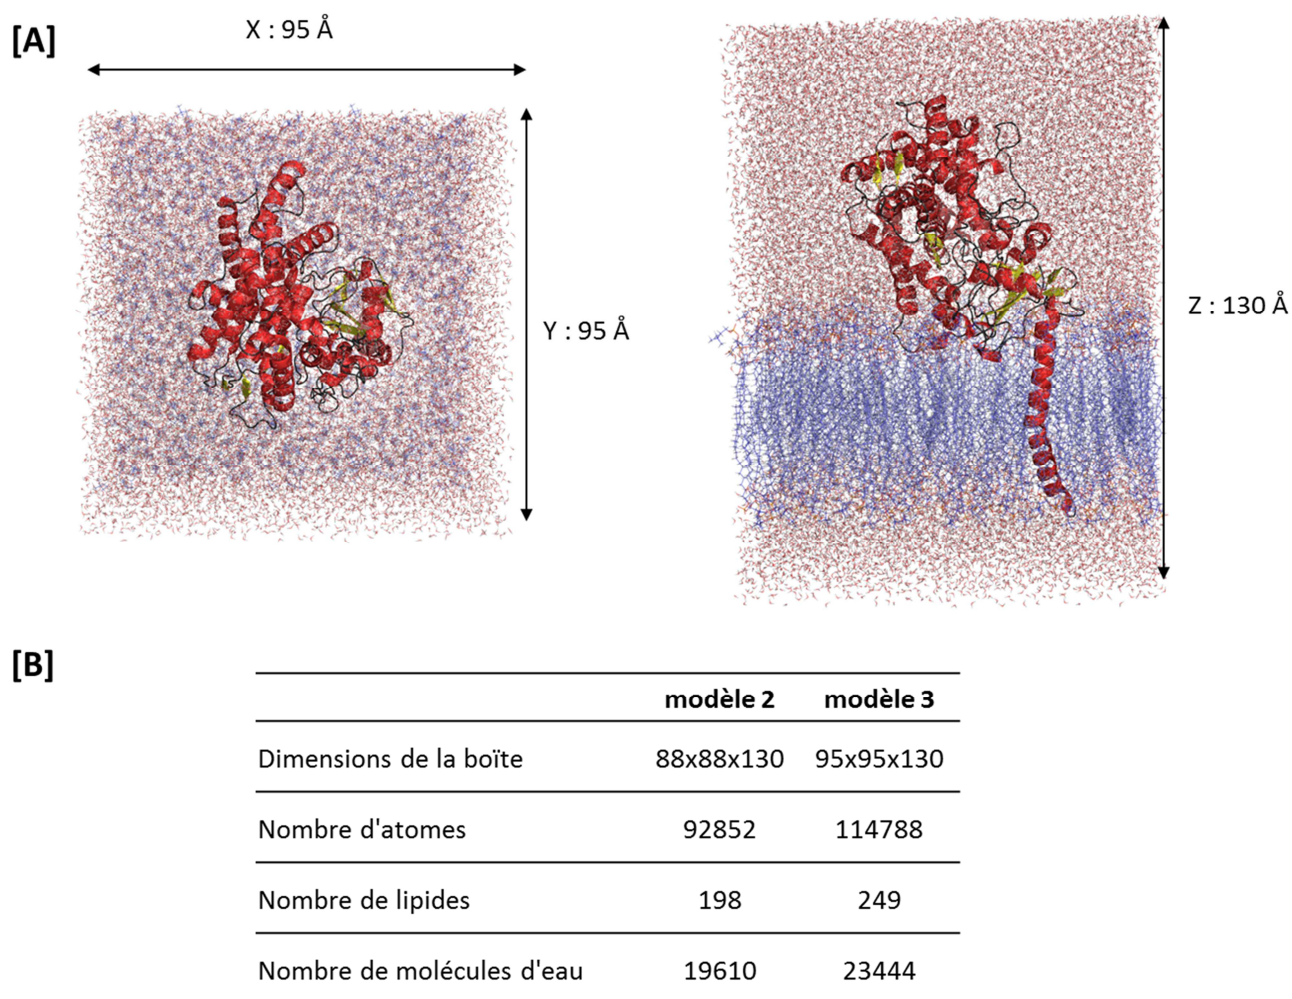 [A]
X : 95 Å
Y : 95 Å
Z : 130 Å
[B]
modèle 2 modèle 3
Dimensions de la boïte 88x88x130 95x95x130
Nombre d'atomes 92852 114788
Nombre de lipides 198 249
Nombre de molécules d'eau 19610 23444